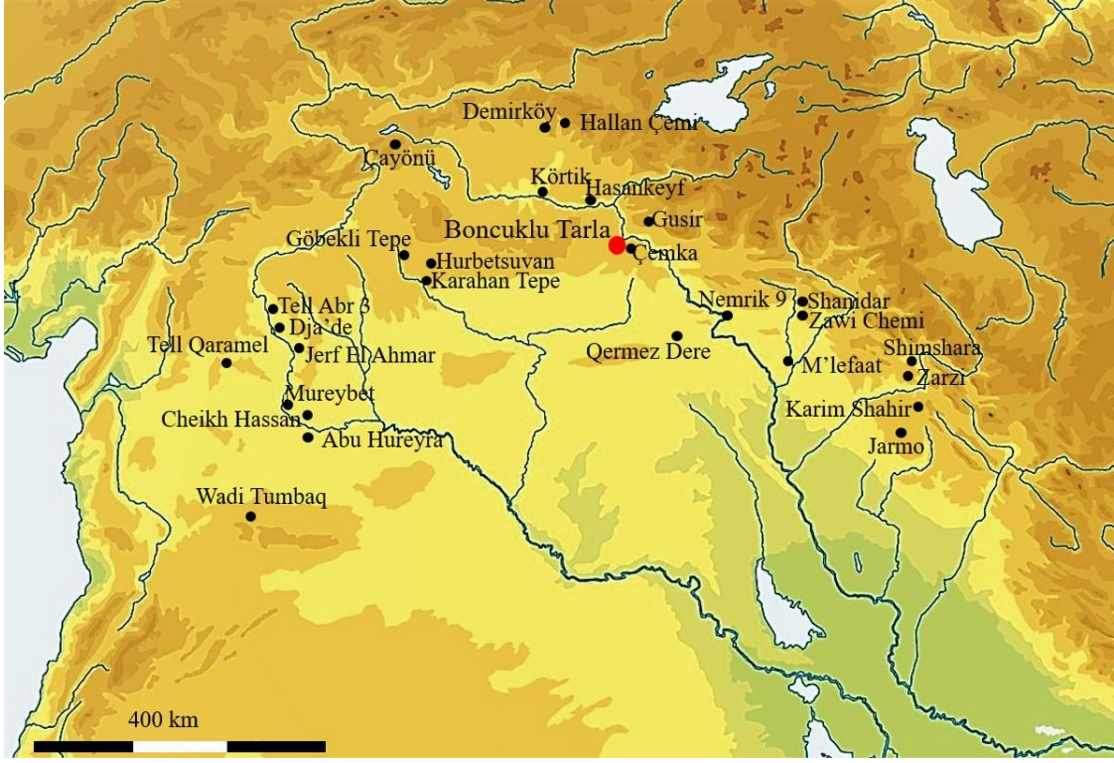 Demirköy
Hallan Çemi
Çayönü
Körtik
Hasankeyf
Gusir
Boncuklu Tarla
Göbekli Tepe
Çemka
Hurbetsuvan
Karahan Tepe
Nemrik 9
Shanidar
Tell Abr 3
Zawi Chemi
Dja'de
Tell Qaramel
Jerf El Ahmar
Qermez Dere
M'lefaat
Shimshara
Zarzi
Mureybet
Karim Shahir
Cheikh Hassan
Abu Hureyra
Jarmo
Wadi Tumbaq
400 km